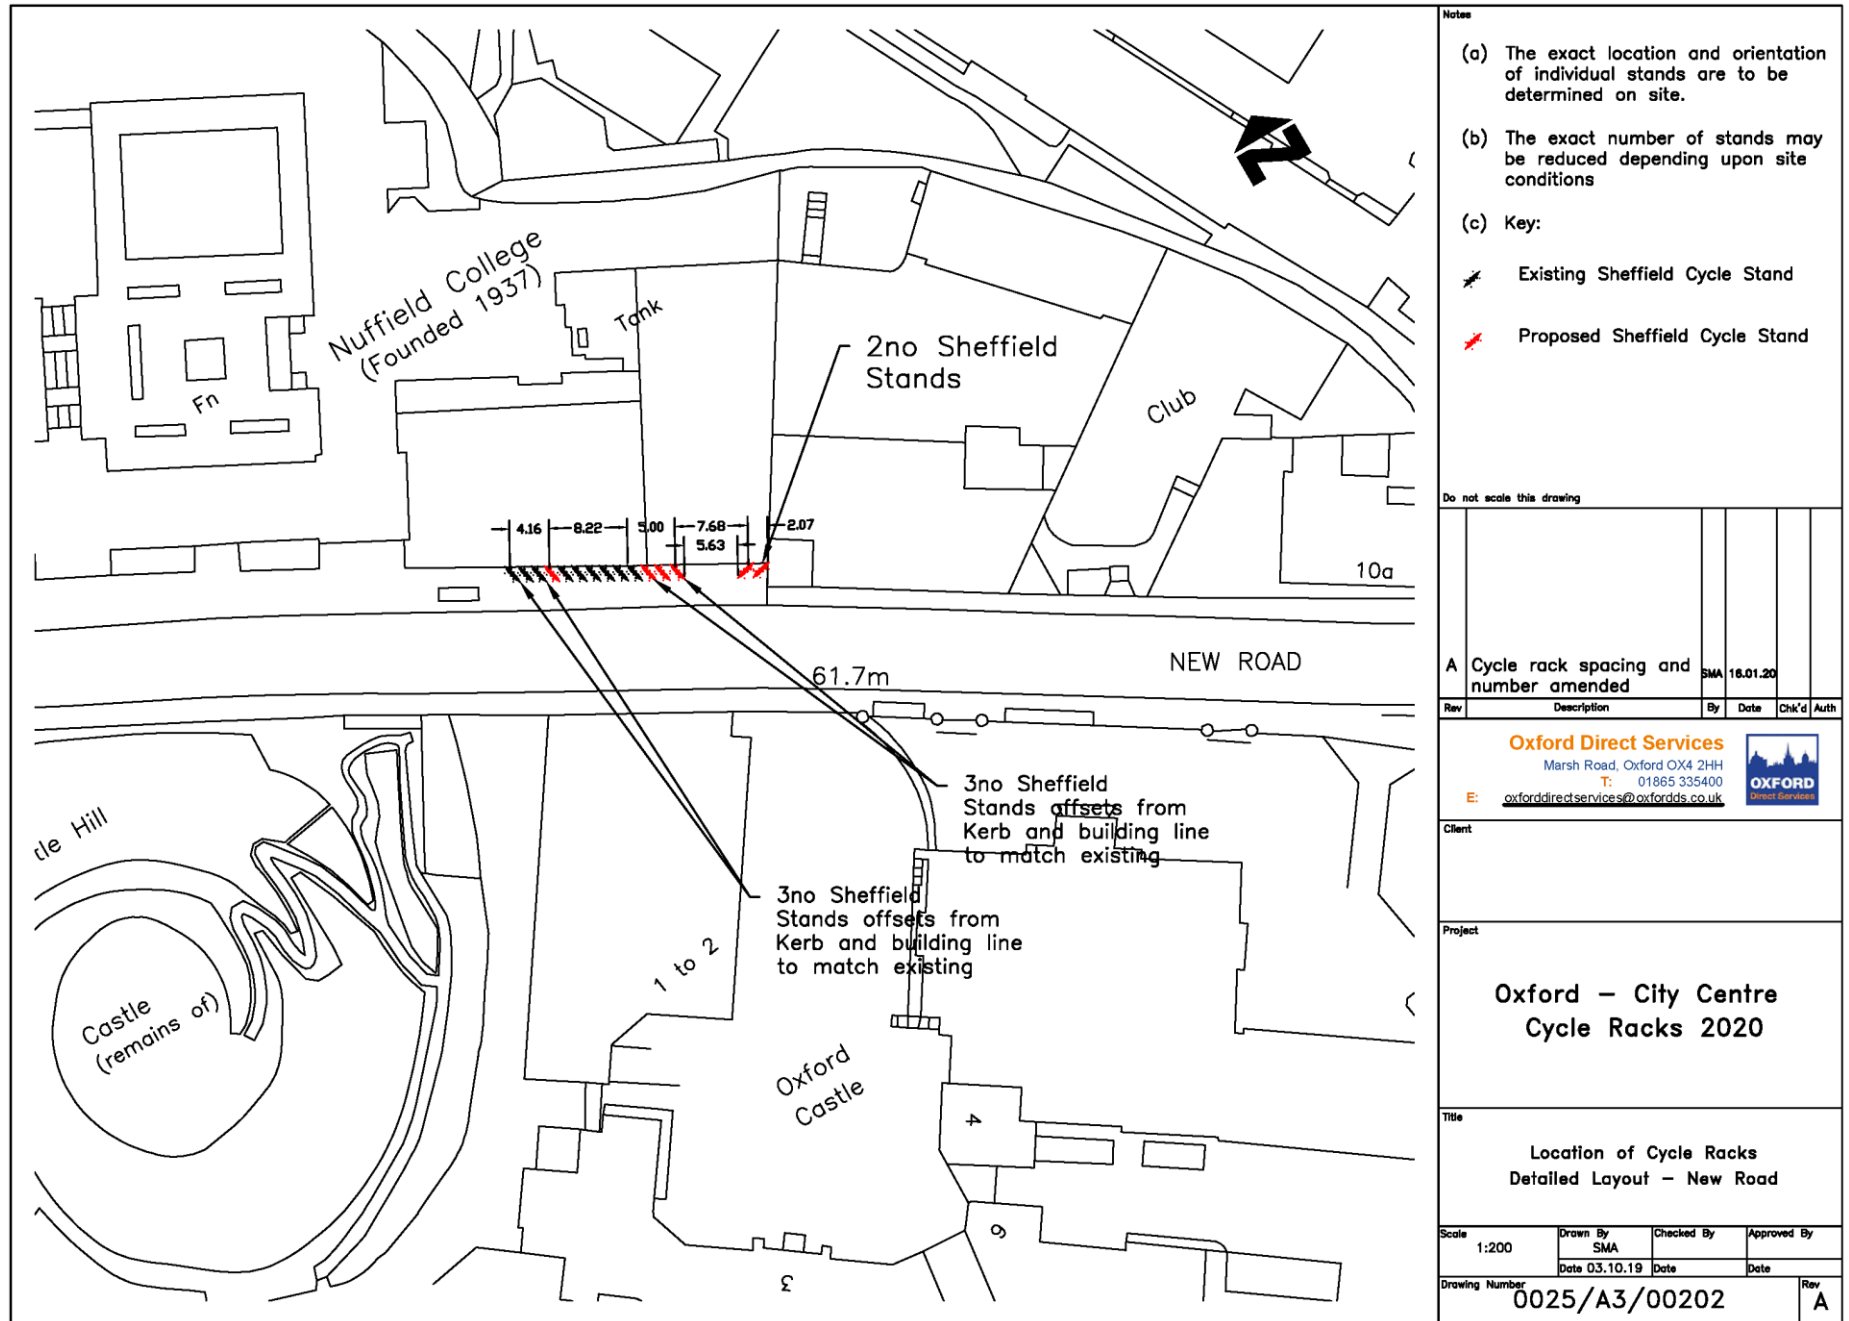 Nuffield College
(Founded 1937)
Tank
Fn
2no Sheffield
Stands
Club
10a
4.16
8.22
5.00
7.68
2.07
5.63
NEW ROAD
61.7m
3no Sheffield
Stands offsets from
Kerb and building line
to match existing
3no Sheffield
Stands offsets from
Kerb and building line
to match existing
tle Hill
Castle
(remains of)
1 to 2
Oxford
Castle
4
6
3
N
Notes
(a) The exact location and orientation
of individual stands are to be
determined on site.
(b) The exact number of stands may
be reduced depending upon site
conditions
(c) Key:
Existing Sheffield Cycle Stand
Proposed Sheffield Cycle Stand
Do not scale this drawing
A Cycle rack spacing and SMA 16.01.20
number amended
Rev Description By Date Chk'd Auth
Oxford Direct Services
Marsh Road, Oxford OX4 2HH
T: 01865 335400
E: oxforddirectservices@oxfordds.co.uk
OXFORD
Direct Services
Client
Project
Oxford – City Centre
Cycle Racks 2020
Title
Location of Cycle Racks
Detailed Layout – New Road
Scale Drawn By Checked By Approved By
1:200 SMA
Date 03.10.19 Date Date
Drawing Number Rev
0025/A3/00202 A